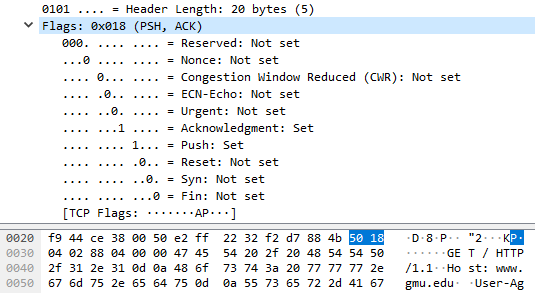 0101 .... = Header Length: 20 bytes (5)
Flags: 0x018 (PSH, ACK)
000. .... .... = Reserved: Not set
...0 .... .... = Nonce: Not set
.... 0... .... = Congestion Window Reduced (CWR): Not set
.... .0.. .... = ECN-Echo: Not set
.... ..0. .... = Urgent: Not set
.... ...1 .... = Acknowledgment: Set
.... .... 1... = Push: Set
.... .... .0.. = Reset: Not set
.... .... ..0. = Syn: Not set
.... .... ...0 = Fin: Not set
[TCP Flags: ·······AP···]
0020 f9 44 ce 38 00 50 e2 ff 22 32 f2 d7 88 4b 50 18 ·D·8·P·· "2···KP·
0030 04 02 88 04 00 00 47 45 54 20 2f 20 48 54 54 50 ······GE T / HTTP
0040 2f 31 2e 31 0d 0a 48 6f 73 74 3a 20 77 77 77 2e /1.1··Ho st: www.
0050 67 6d 75 2e 65 64 75 0d 0a 55 73 65 72 2d 41 67 gmu.edu· ·User-Ag